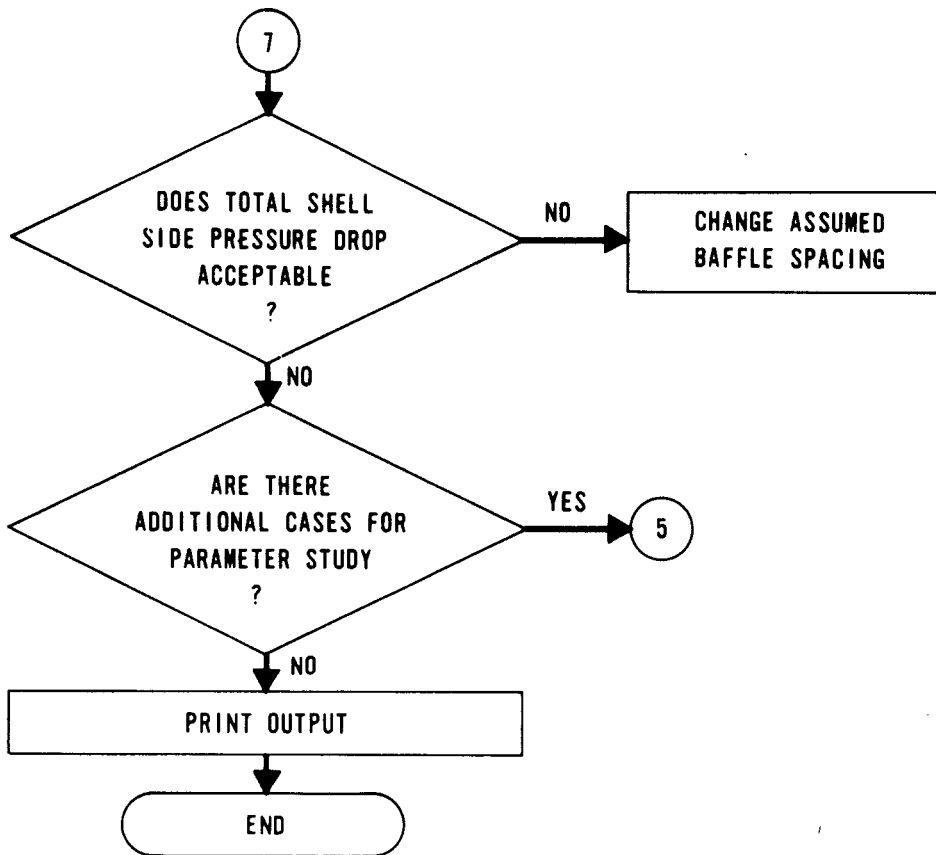 7
DOES TOTAL SHELL
SIDE PRESSURE DROP
ACCEPTABLE
?
NO
CHANGE ASSUMED
BAFFLE SPACING
NO
ARE THERE
ADDITIONAL CASES FOR
PARAMETER STUDY
?
YES
5
NO
PRINT OUTPUT
END